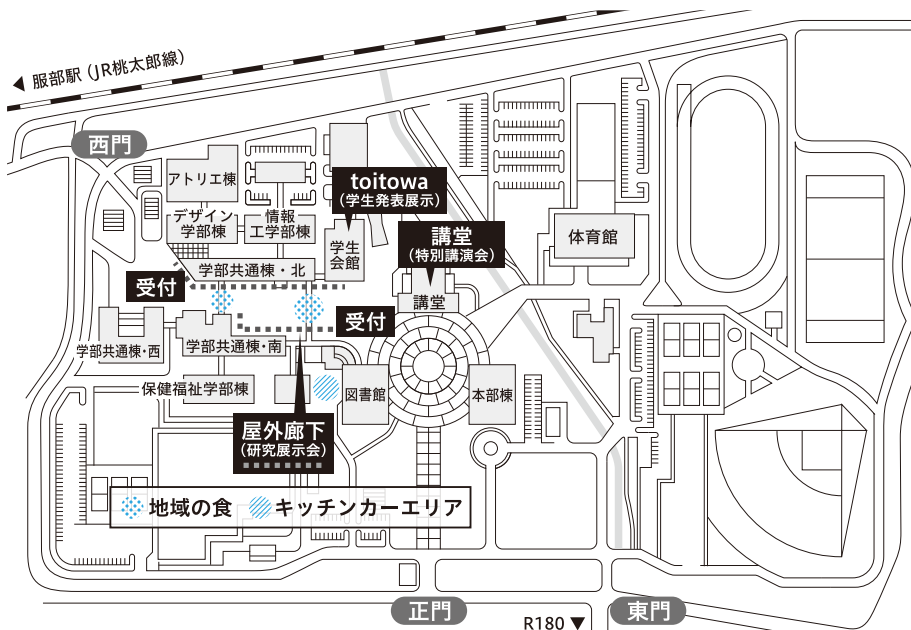 服部駅(JR桃太郎線)
西門
アトリエ棟
toitowa
(学生発表展示)
デザイン
学部棟
情報
工学部棟
学生
会館
講堂
(特別講演会)
体育館
学部共通棟・北
受付
講堂
受付
学部共通棟・西
学部共通棟・南
保健福祉学部棟
図書館
本部棟
屋外廊下
(研究展示会)
地域の食
キッチンカーエリア
正門
東門
R180▼